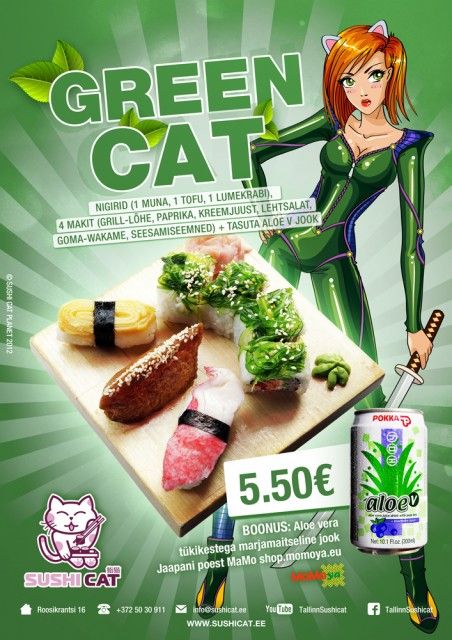 GREEN
CAT
NIGIRID (1 MUNA, 1 TOFU, 1 LUMEKRABI),
4 MAKIT (GRILL-LÕHE, PAPRIKA, KREEMJUUST, LEHTSALAT,
GOMA-WAKAME, SEESAMISEEMNED) + TASUTA ALOE V JOOK
© SUSHI CAT PLANET 2012
5.50€
BOONUS: Aloe vera
tükikestega marjamaitseline jook
Jaapani poest MaMo shop.momoya.eu
POKKA
aloe V
Net 10.1 Fl.oz (300ml)
SUSHI CAT
Roosikrantsi 16
+372 50 30 911
info@sushicat.ee
YouTube TallinnSushicat
TallinnSushicat
WWW.SUSHICAT.EE